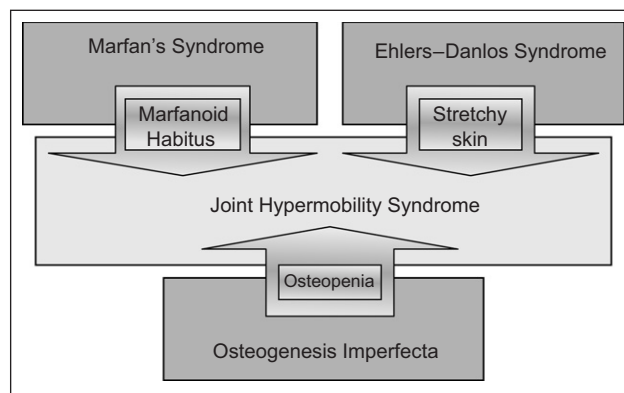 Marfan's Syndrome
Ehlers–Danlos Syndrome
Marfanoid
Habitus
Stretchy
skin
Joint Hypermobility Syndrome
Osteopenia
Osteogenesis Imperfecta